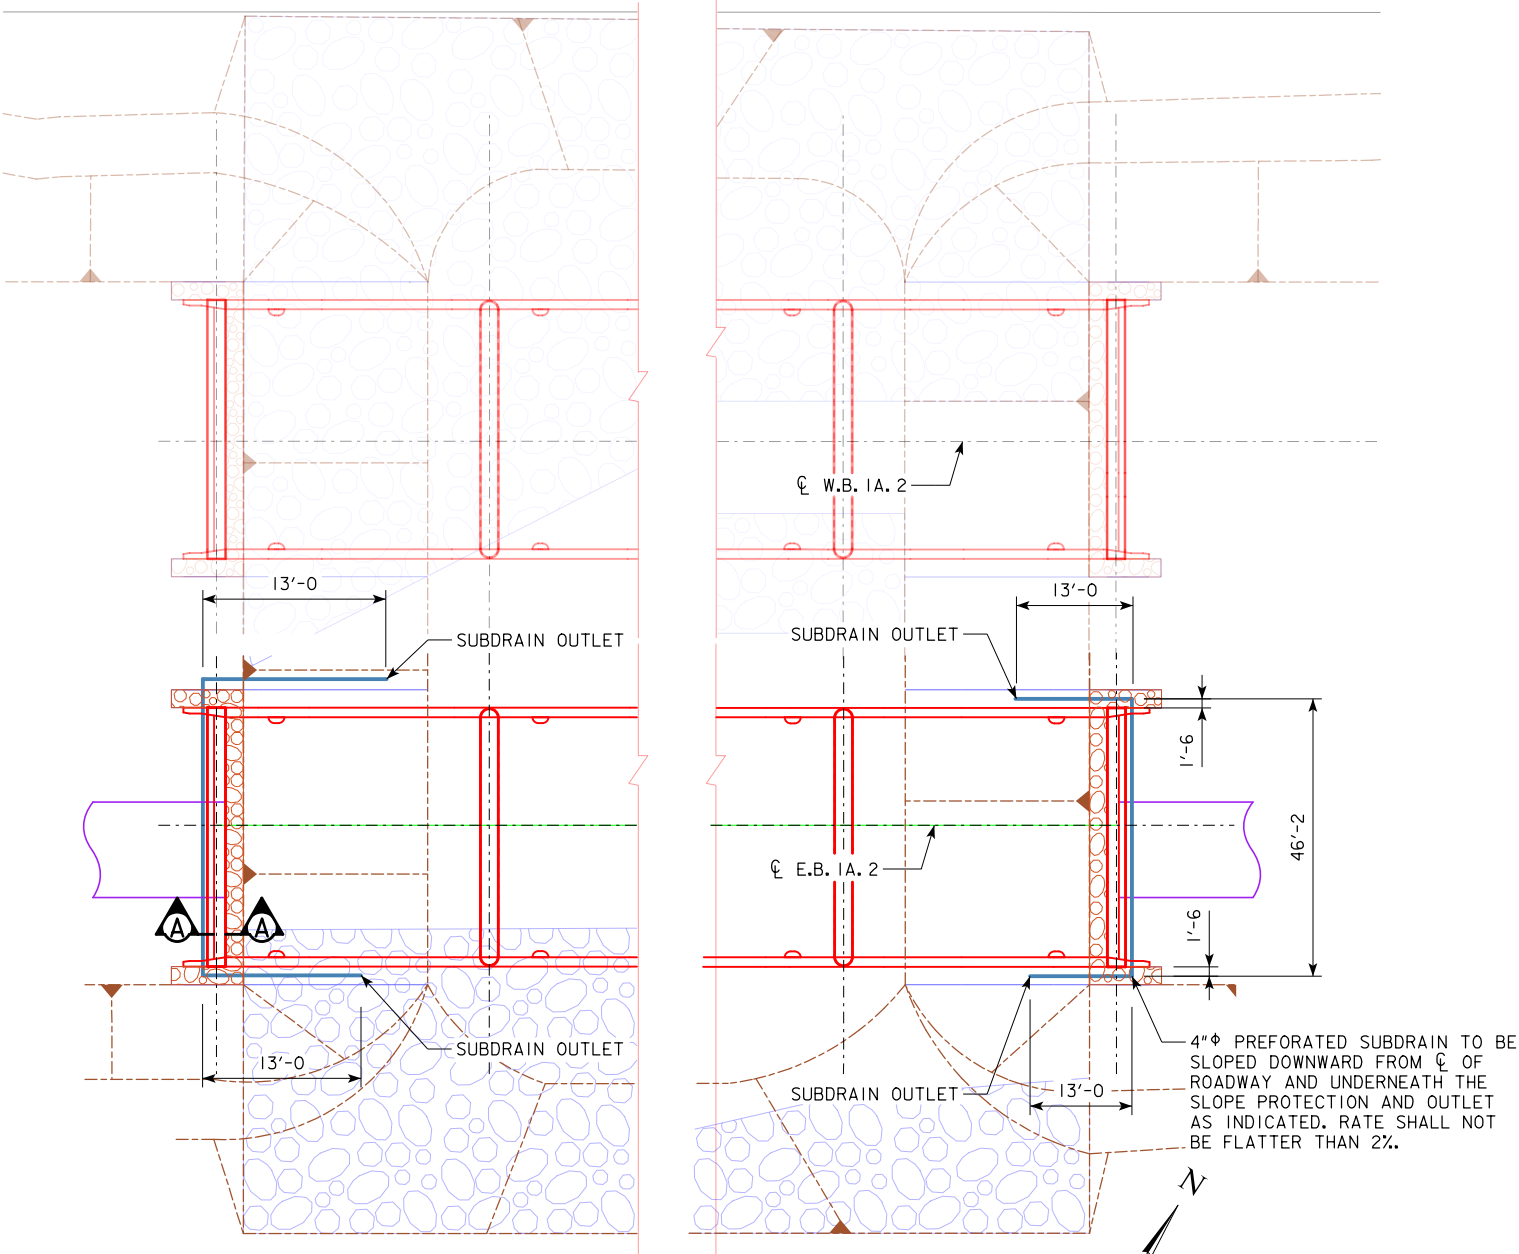 ℄ W.B. IA. 2
13'-0
13'-0
SUBDRAIN OUTLET
SUBDRAIN OUTLET
1'-6
46'-2
℄ E.B. IA. 2
A A
1'-6
SUBDRAIN OUTLET
13'-0
SUBDRAIN OUTLET
13'-0
4"ϕ PREFORATED SUBDRAIN TO BE
SLOPED DOWNWARD FROM ℄ OF
ROADWAY AND UNDERNEATH THE
SLOPE PROTECTION AND OUTLET
AS INDICATED. RATE SHALL NOT
BE FLATTER THAN 2%.
N